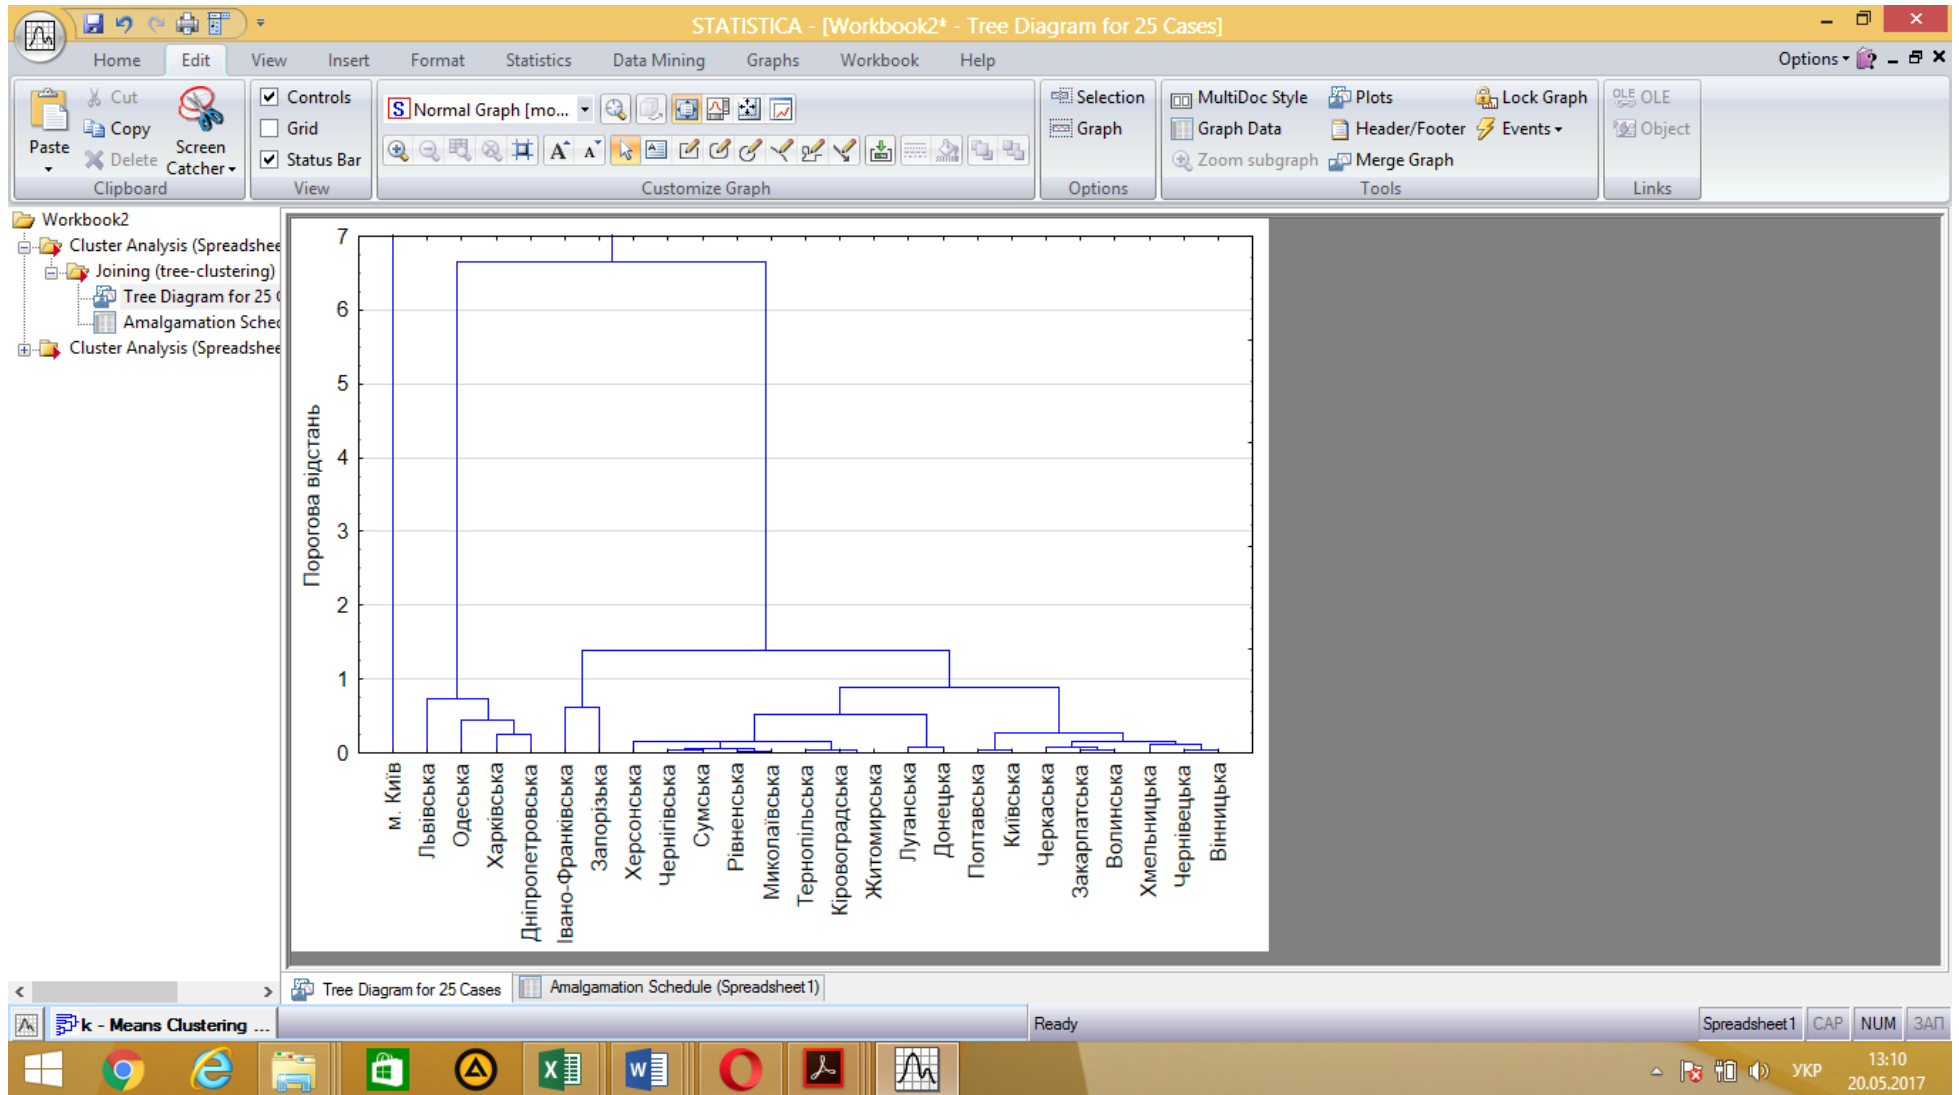 STATISTICA - [Workbook2* - Tree Diagram for 25 Cases]
Home Edit View Insert Format Statistics Data Mining Graphs Workbook Help Options
Paste
Cut
Copy
Delete
Screen Catcher
Clipboard
Controls
Grid
Status Bar
View
S Normal Graph [mo...
Customize Graph
Selection
Graph
Options
MultiDoc Style
Graph Data
Zoom subgraph
Plots
Header/Footer
Merge Graph
Lock Graph
Events
Tools
OLE OLE
Object
Links
Workbook2
Cluster Analysis (Spreadshee
Joining (tree-clustering)
Tree Diagram for 25
Amalgamation Sched
Cluster Analysis (Spreadshee
Порогова відстань
7
6
5
4
3
2
1
0
м. Київ
Львівська
Одеська
Харківська
Дніпропетровська
Івано-Франківська
Запорізька
Херсонська
Чернігівська
Сумська
Рівненська
Миколаївська
Тернопільська
Кіровоградська
Житомирська
Луганська
Донецька
Полтавська
Київська
Черкаська
Закарпатська
Волинська
Хмельницька
Чернівецька
Вінницька
Tree Diagram for 25 Cases
Amalgamation Schedule (Spreadsheet1)
k - Means Clustering ...
Ready
Spreadsheet1 CAP NUM ЗАП
УКР
13:10
20.05.2017